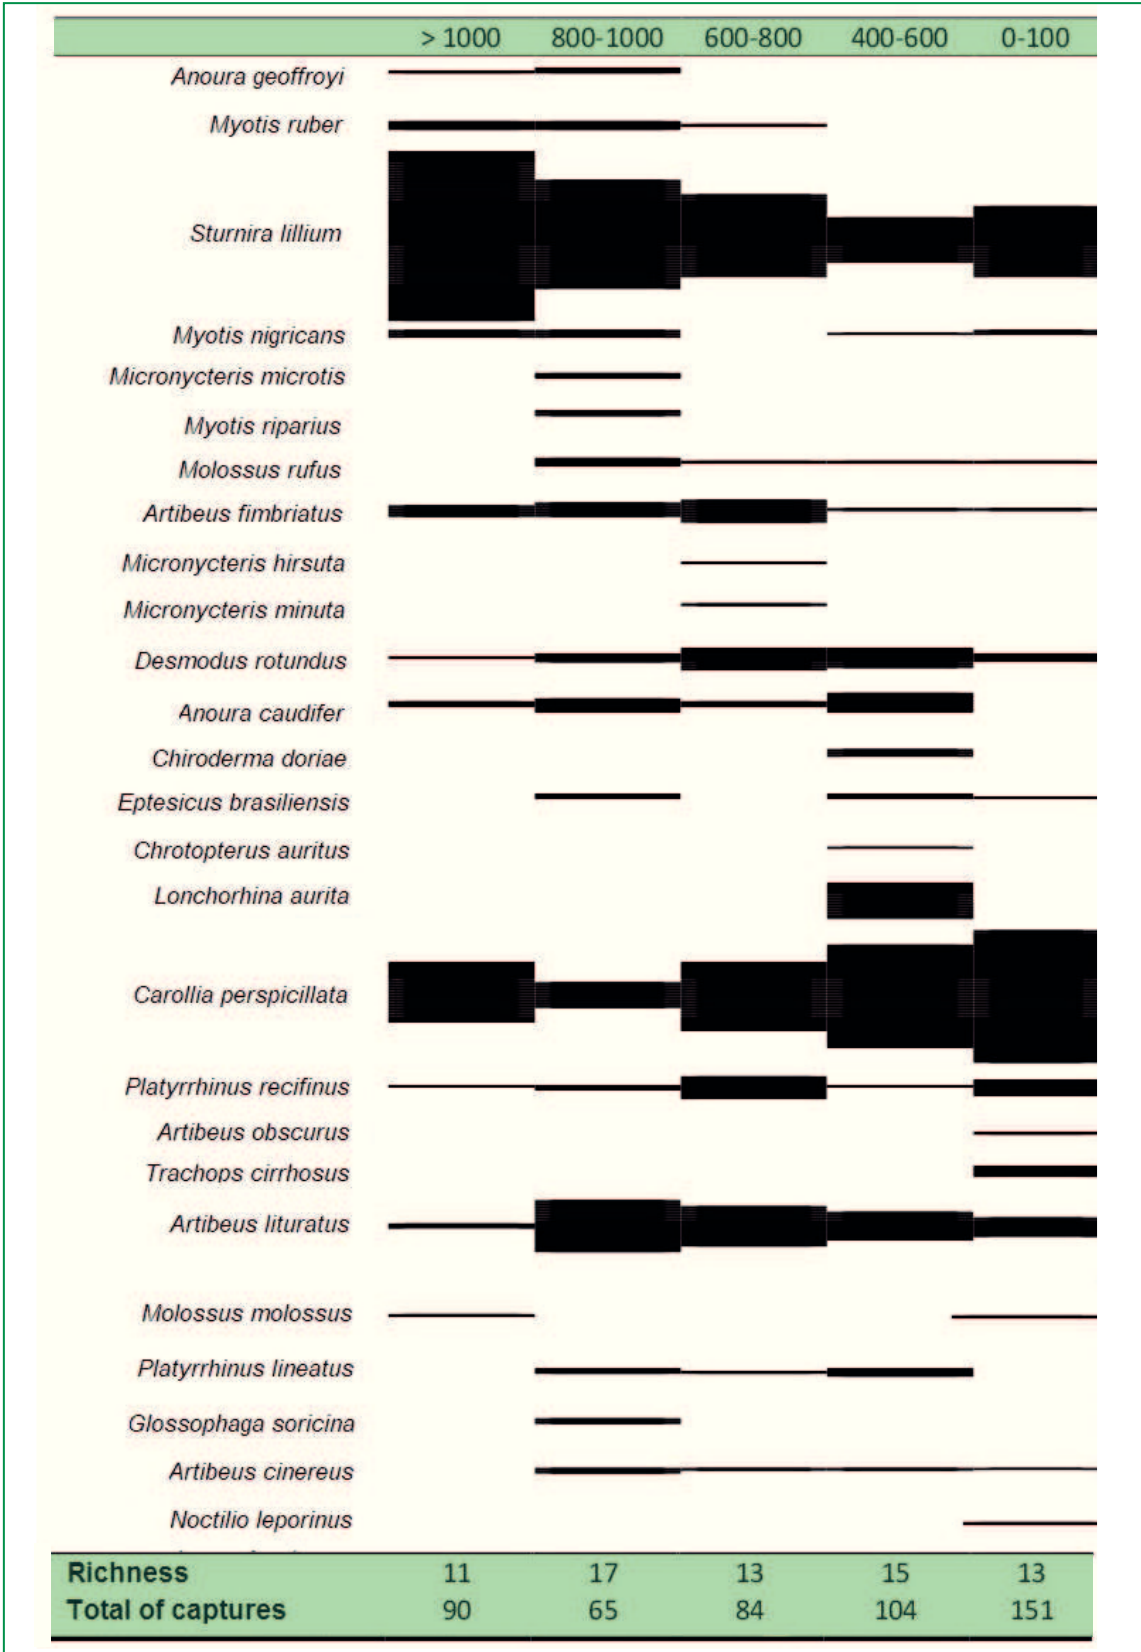 > 1000 800-1000 600-800 400-600 0-100
Anoura geoffroyi
Myotis ruber
Sturnira lillium
Myotis nigricans
Micronycteris microtis
Myotis riparius
Molossus rufus
Artibeus fimbriatus
Micronycteris hirsuta
Micronycteris minuta
Desmodus rotundus
Anoura caudifer
Chiroderma doriae
Eptesicus brasiliensis
Chrotopterus auritus
Lonchorhina aurita
Carollia perspicillata
Platyrrhinus recifinus
Artibeus obscurus
Trachops cirrhosus
Artibeus lituratus
Molossus molossus
Platyrrhinus lineatus
Glossophaga soricina
Artibeus cinereus
Noctilio leporinus
Richness 11 17 13 15 13
Total of captures 90 65 84 104 151